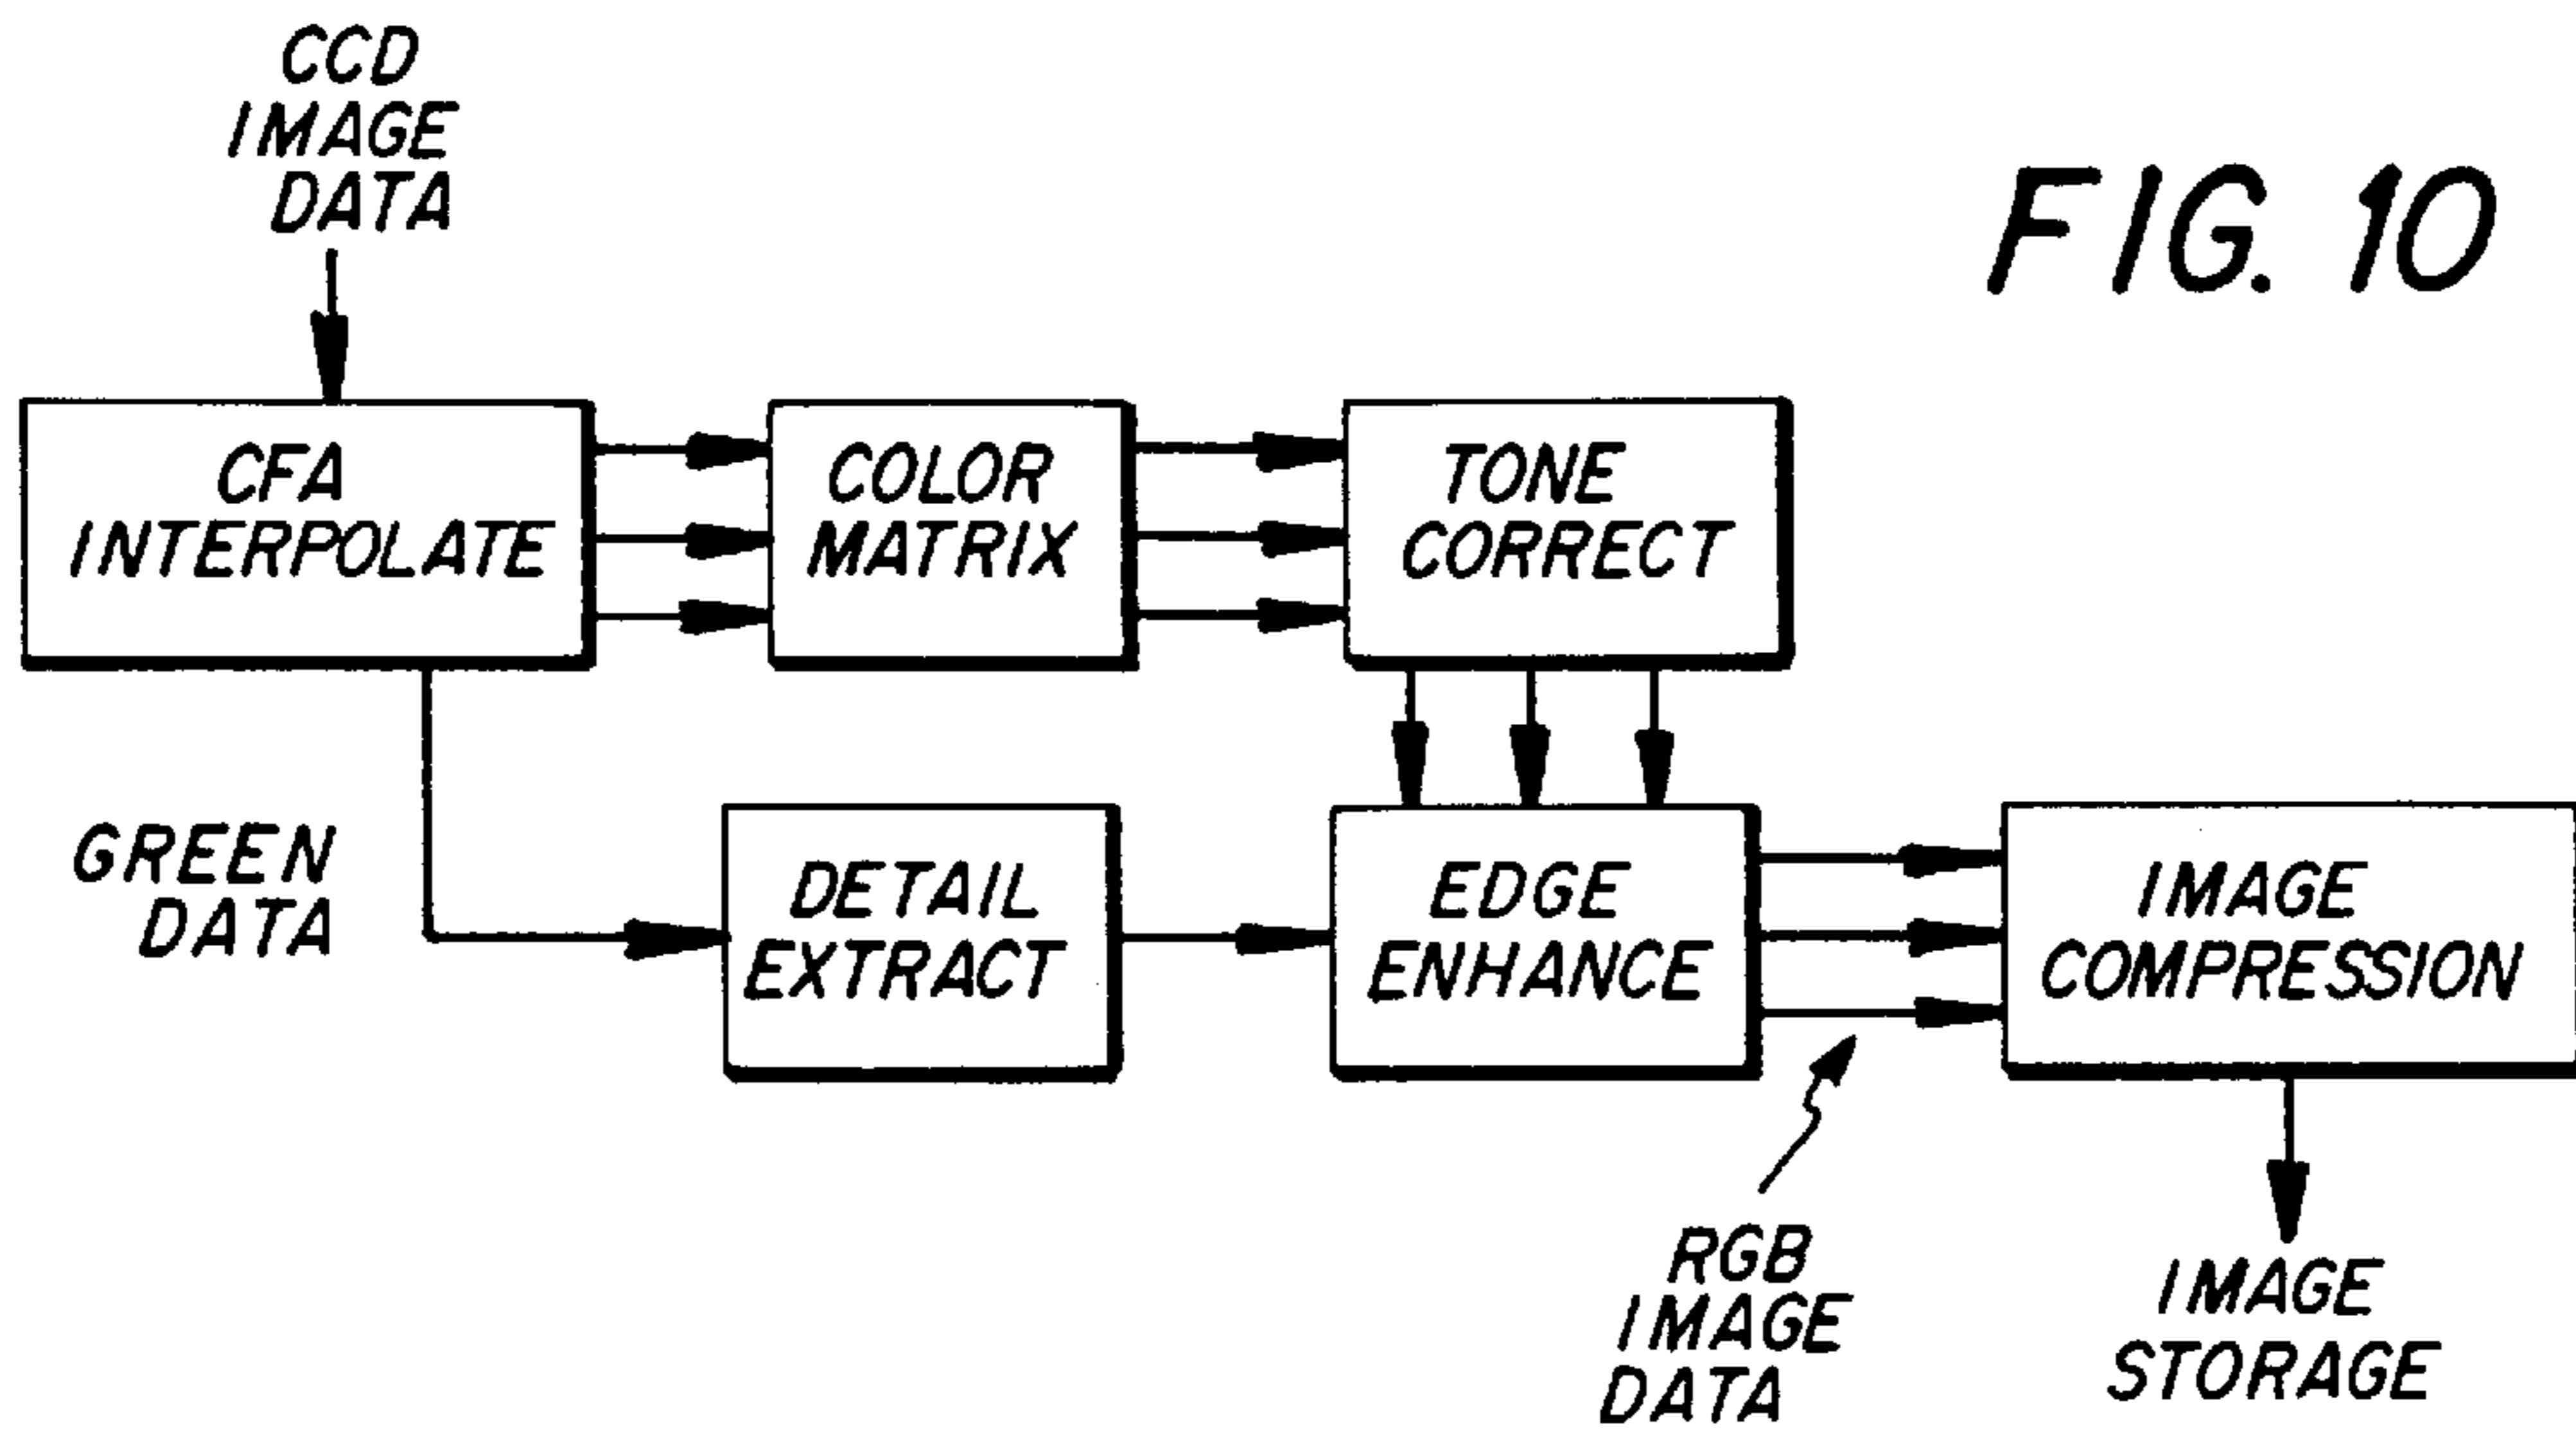 CCD
IMAGE
DATA
FIG. 10
CFA
INTERPOLATE
COLOR
MATRIX
TONE
CORRECT
GREEN
DATA
DETAIL
EXTRACT
EDGE
ENHANCE
IMAGE
COMPRESSION
RGB
IMAGE
DATA
IMAGE
STORAGE